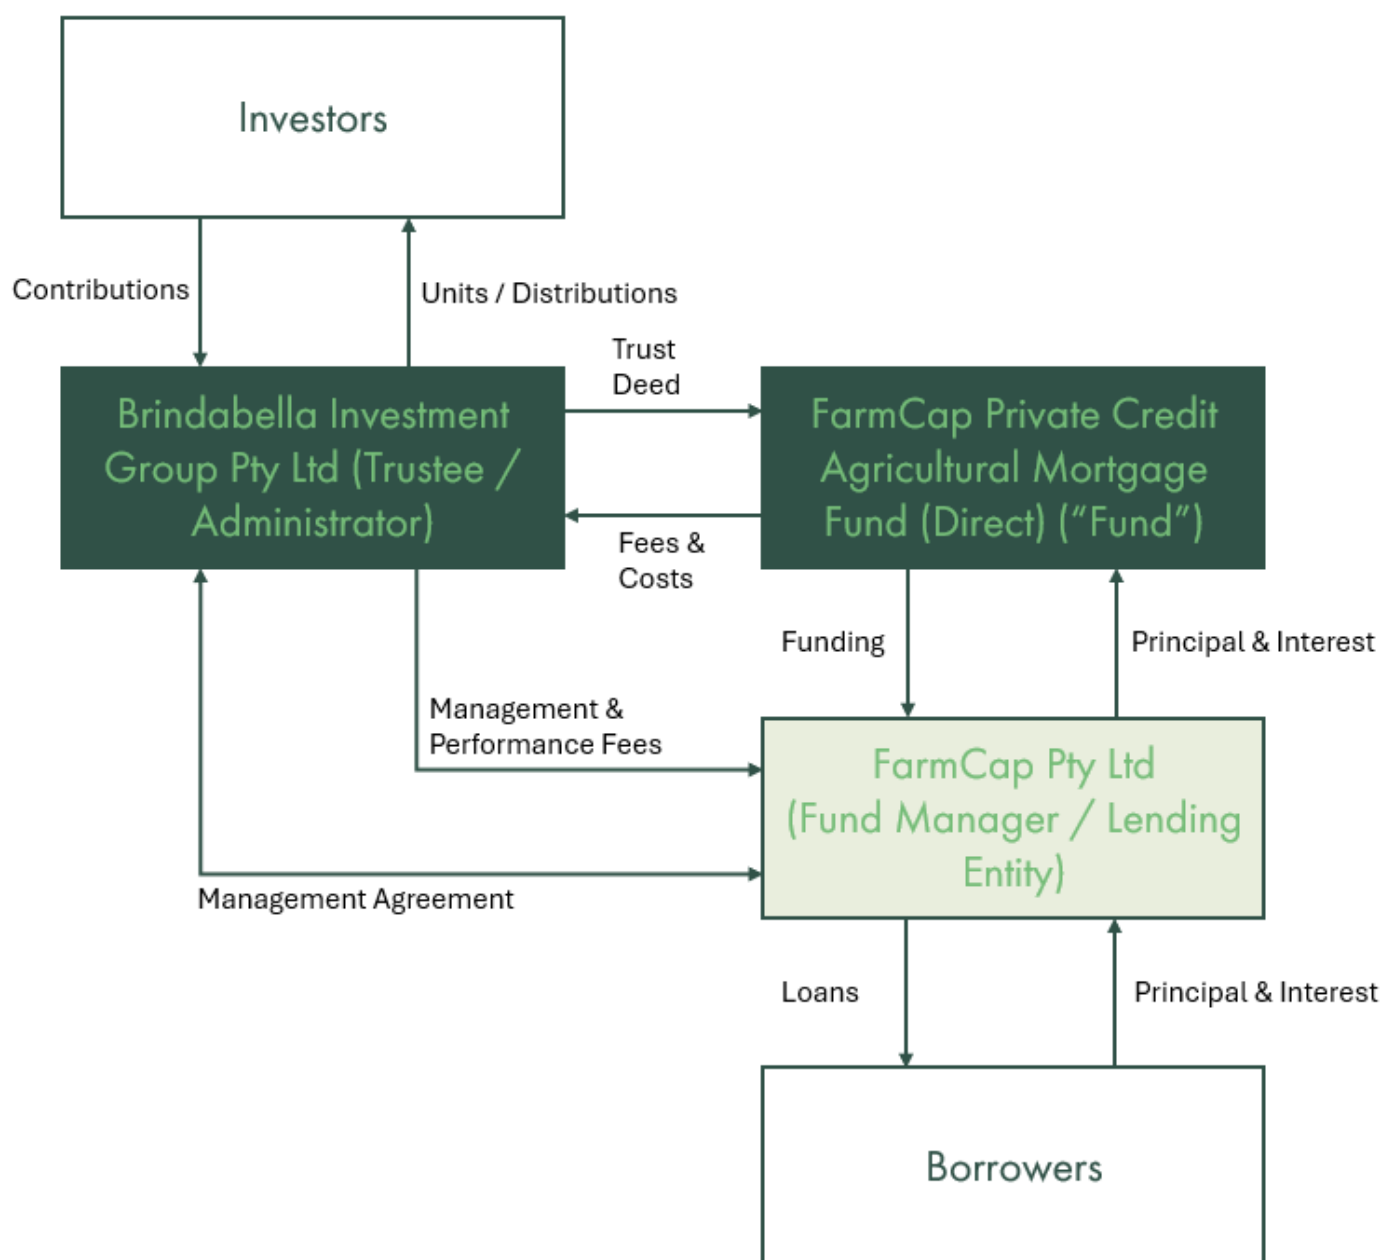 Investors
Contributions
Units / Distributions
Trust
Deed
Brindabella Investment
Group Pty Ltd (Trustee /
Administrator)
FarmCap Private Credit
Agricultural Mortgage
Fund (Direct) (“Fund”)
Fees &
Costs
Funding
Principal & Interest
Management &
Performance Fees
FarmCap Pty Ltd
(Fund Manager / Lending
Entity)
Management Agreement
Loans
Principal & Interest
Borrowers